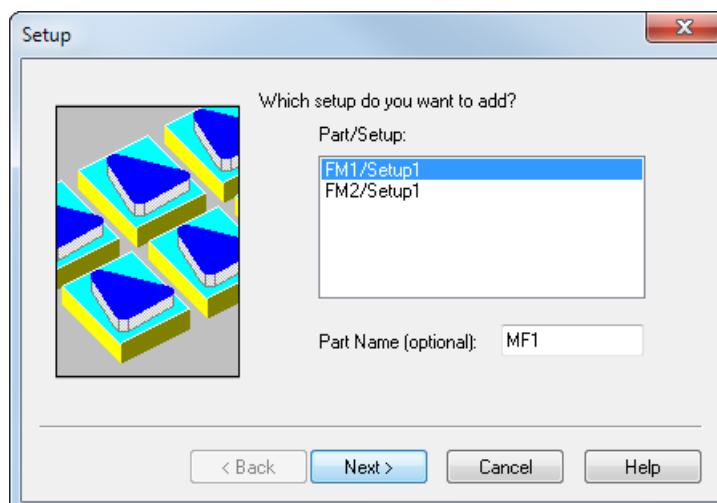 Setup
Which setup do you want to add?
Part/Setup:
FM1/Setup1
FM2/Setup1
Part Name (optional): MF1
< Back Next > Cancel Help